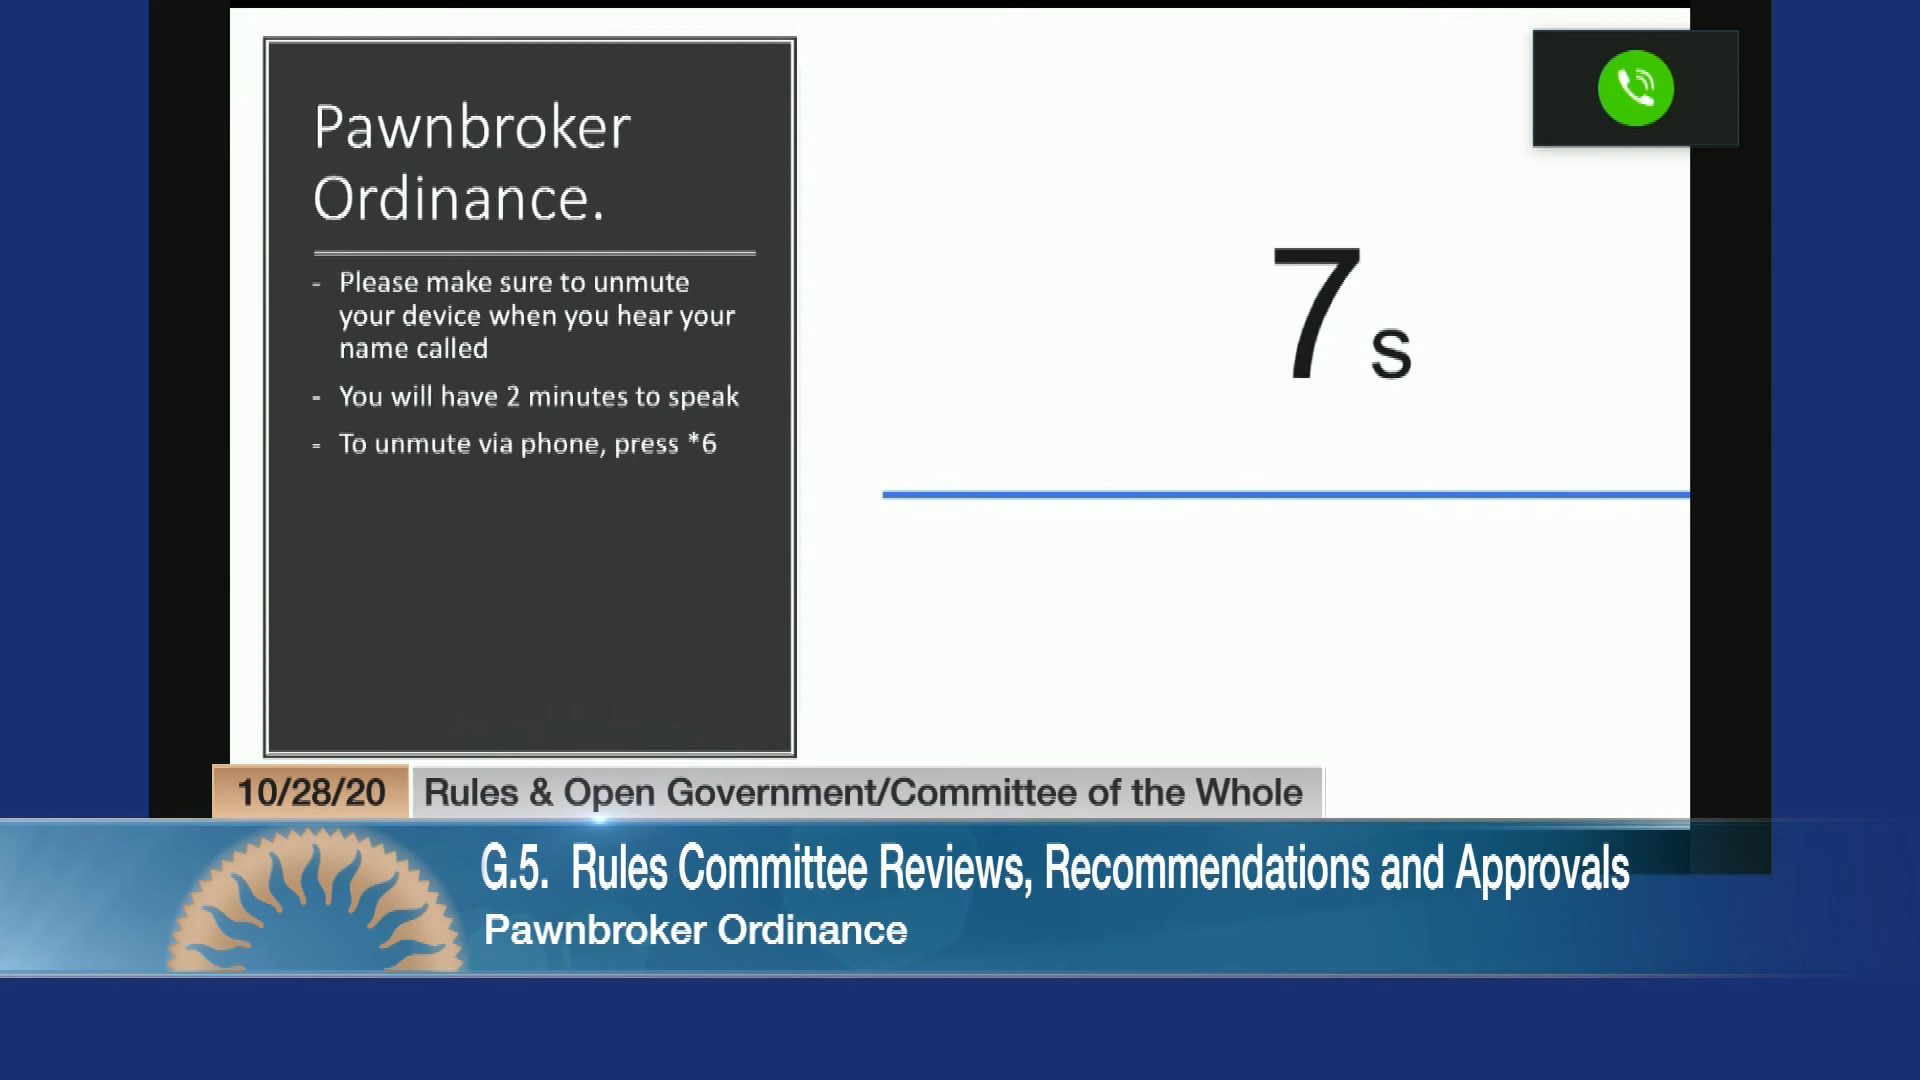 Pawnbroker
Ordinance.
- Please make sure to unmute
your device when you hear your
name called
- You will have 2 minutes to speak
- To unmute via phone, press *6
7 s
10/28/20 Rules & Open Government/Committee of the Whole
G.5. Rules Committee Reviews, Recommendations and Approvals
Pawnbroker Ordinance